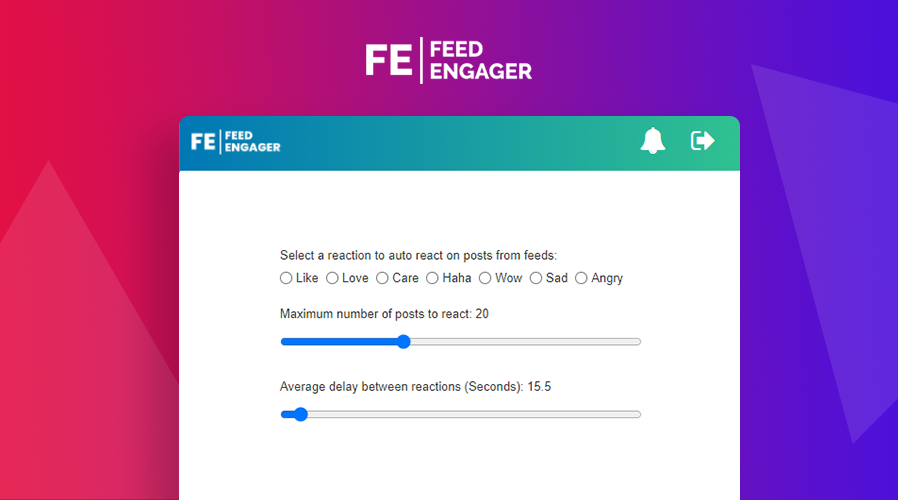 FE FEED
ENGAGER
FE FEED
ENGAGER
Select a reaction to auto react on posts from feeds:
Like Love Care Haha Wow Sad Angry
Maximum number of posts to react: 20
Average delay between reactions (Seconds): 15.5